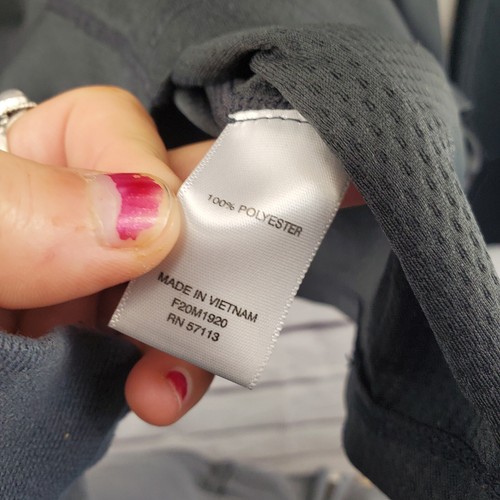 100% POLYESTER
MADE IN VIETNAM
F20M1920
RN 57113